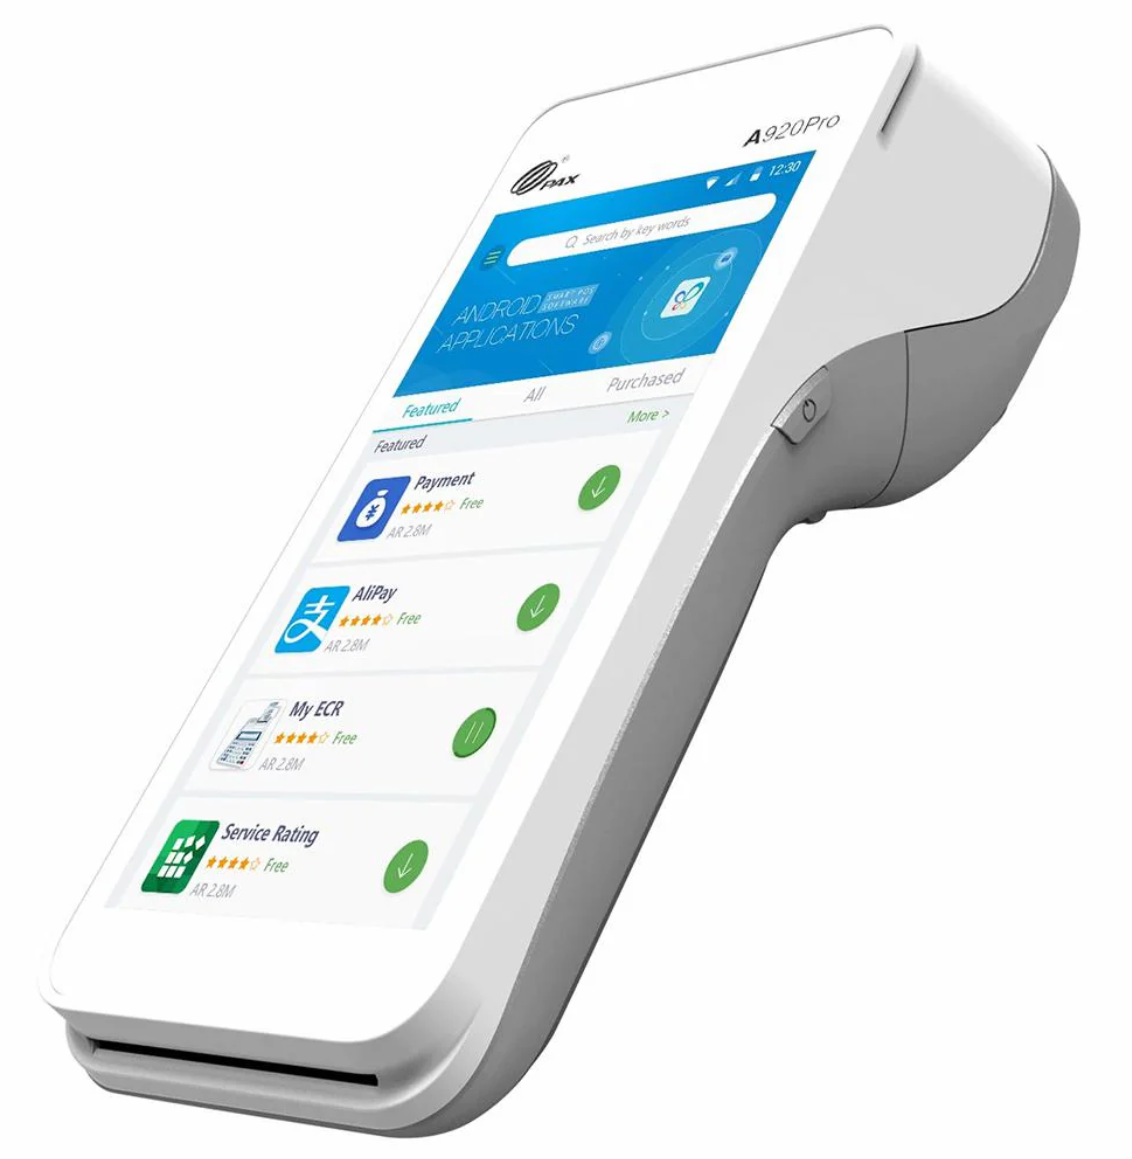 A920Pro
PAX®
12:30
Search by key words
ANDROID SMART POS
SOFTWARE
APPLICATIONS
Featured All Purchased
Featured More >
Payment
Free
AR 2.8M
AliPay
支
Free
AR 2.8M
My ECR
Free
AR 2.8M
Service Rating
Free
AR 2.8M